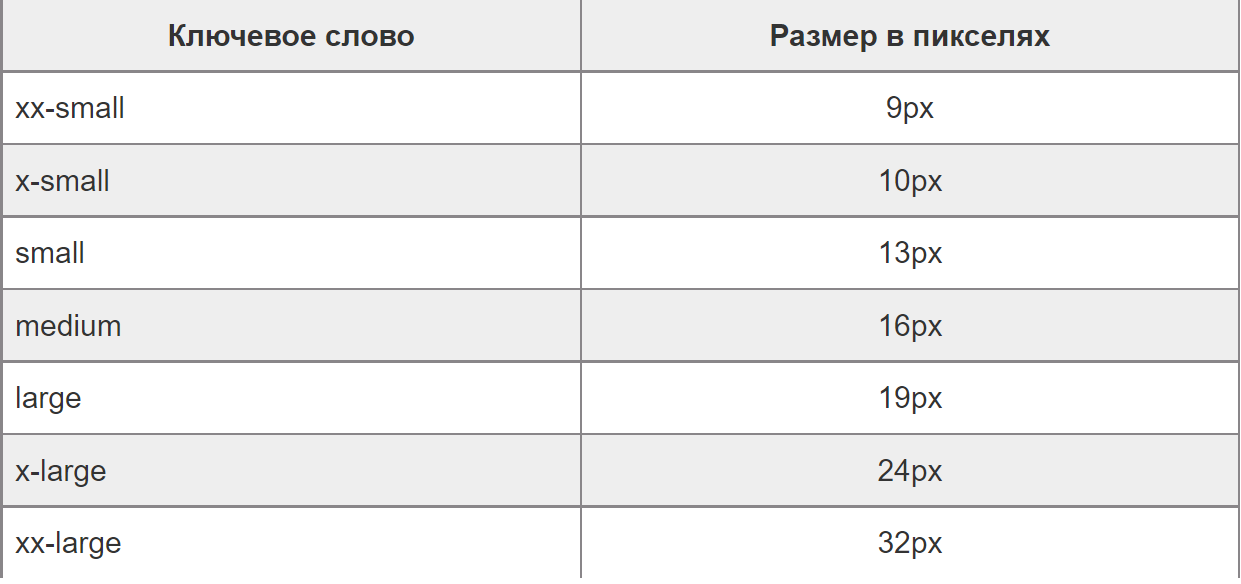 Ключевое слово Размер в пикселях
xx-small 9px
x-small 10px
small 13px
medium 16px
large 19px
x-large 24px
xx-large 32px